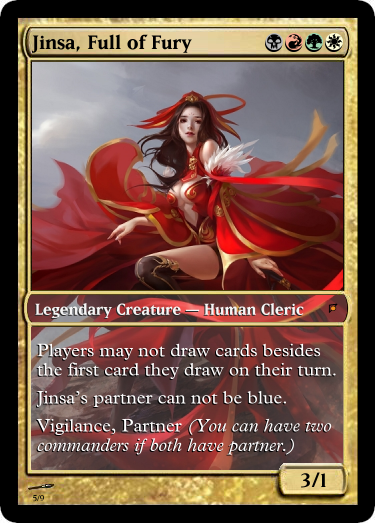 Jinsa, Full of Fury
Legendary Creature — Human Cleric
Players may not draw cards besides
the first card they draw on their turn.
Jinsa's partner can not be blue.
Vigilance, Partner (You can have two
commanders if both have partner.)
3/1
5/9